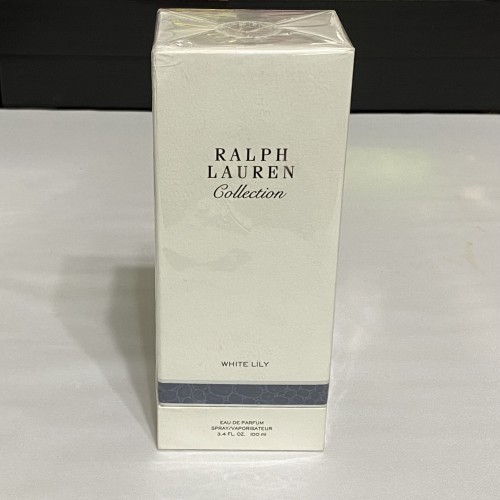 RALPH
LAUREN
Collection
WHITE LILY
EAU DE PARFUM
SPRAY/VAPORISATEUR
3.4 FL. OZ. 100 ml